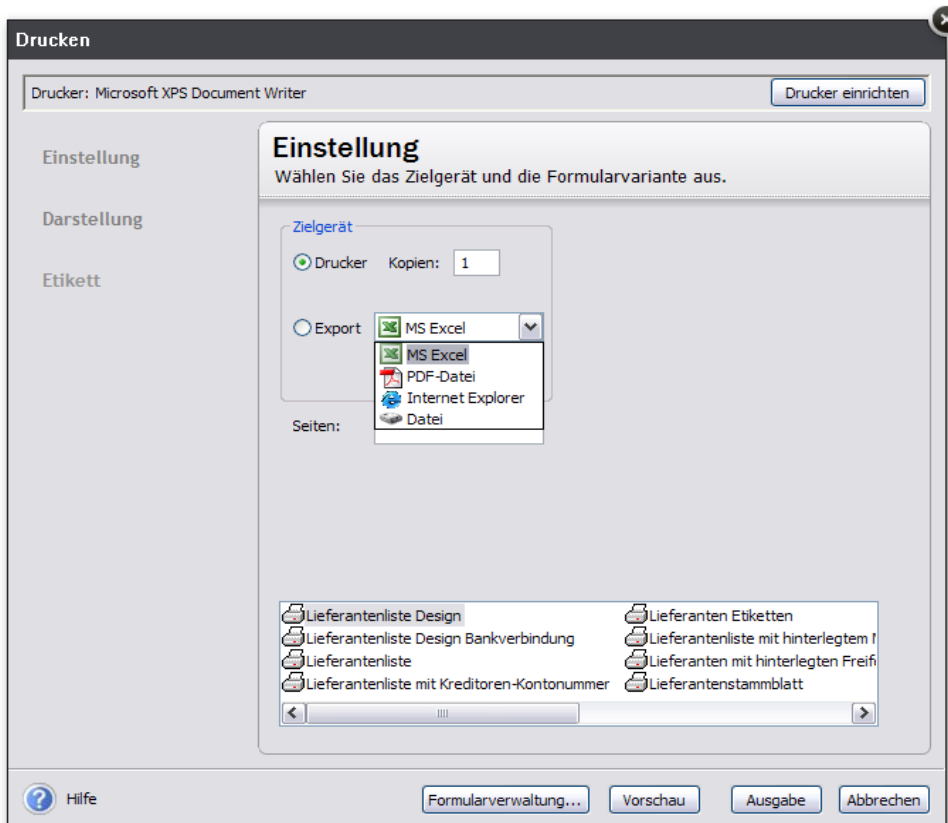 Drucken
Drucker: Microsoft XPS Document Writer
Drucker einrichten
Einstellung
Darstellung
Etikett
Einstellung
Wählen Sie das Zielgerät und die Formularvariante aus.
Zielgerät
Drucker Kopien: 1
Export MS Excel
MS Excel
PDF-Datei
Internet Explorer
Datei
Seiten:
Lieferantenliste Design
Lieferantenliste Design Bankverbindung
Lieferantenliste
Lieferantenliste mit Kreditoren-Kontonummer
Lieferanten Etiketten
Lieferantenliste mit hinterlegtem
Lieferanten mit hinterlegten Freif
Lieferantenstammblatt
Hilfe
Formularverwaltung...
Vorschau
Ausgabe
Abbrechen